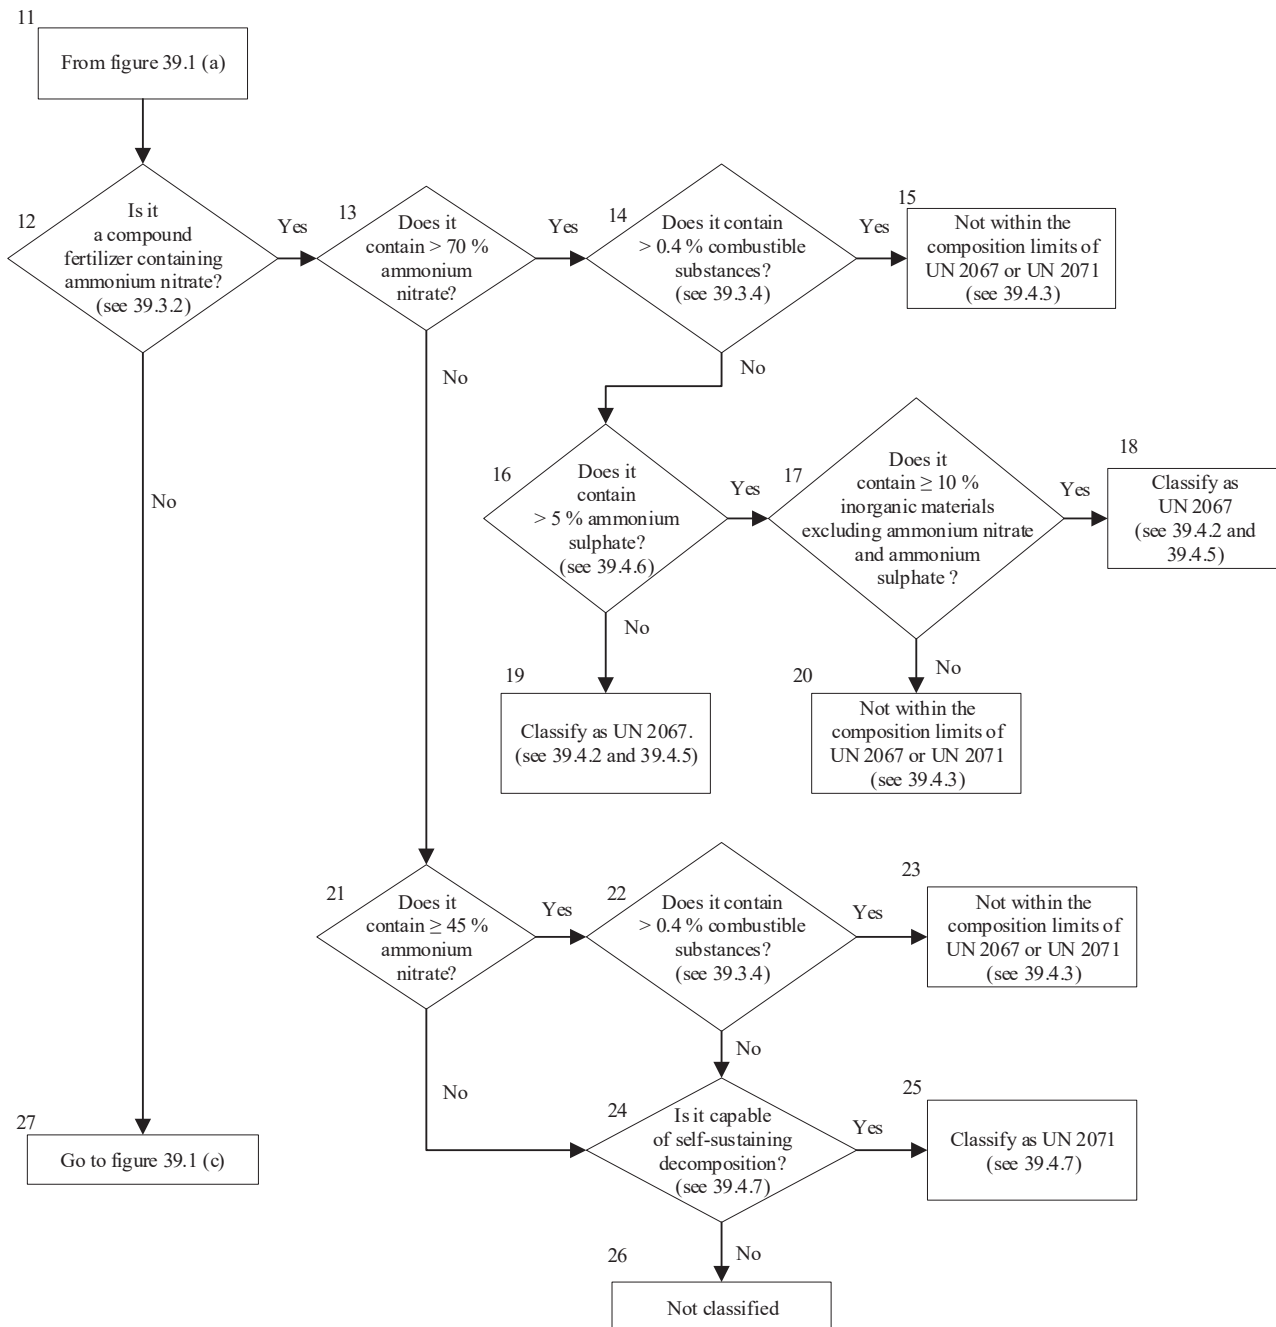 11
From figure 39.1 (a)
12
Is it
a compound
fertilizer containing
ammonium nitrate?
(see 39.3.2)
Yes
13
Does it
contain > 70 %
ammonium
nitrate?
Yes
14
Does it contain
> 0.4 % combustible
substances?
(see 39.3.4)
Yes
15
Not within the
composition limits of
UN 2067 or UN 2071
(see 39.4.3)
No
No
No
16
Does it
contain
> 5 % ammonium
sulphate?
(see 39.4.6)
Yes
17
Does it
contain ≥ 10 %
inorganic materials
excluding ammonium nitrate
and ammonium
sulphate ?
Yes
18
Classify as
UN 2067
(see 39.4.2 and
39.4.5)
No
No
19
Classify as UN 2067.
(see 39.4.2 and 39.4.5)
20
Not within the
composition limits of
UN 2067 or UN 2071
(see 39.4.3)
21
Does it
contain ≥ 45 %
ammonium
nitrate?
Yes
22
Does it contain
> 0.4 % combustible
substances?
(see 39.3.4)
Yes
23
Not within the
composition limits of
UN 2067 or UN 2071
(see 39.4.3)
No
No
24
Is it capable
of self-sustaining
decomposition?
(see 39.4.7)
Yes
25
Classify as UN 2071
(see 39.4.7)
27
Go to figure 39.1 (c)
No
26
Not classified